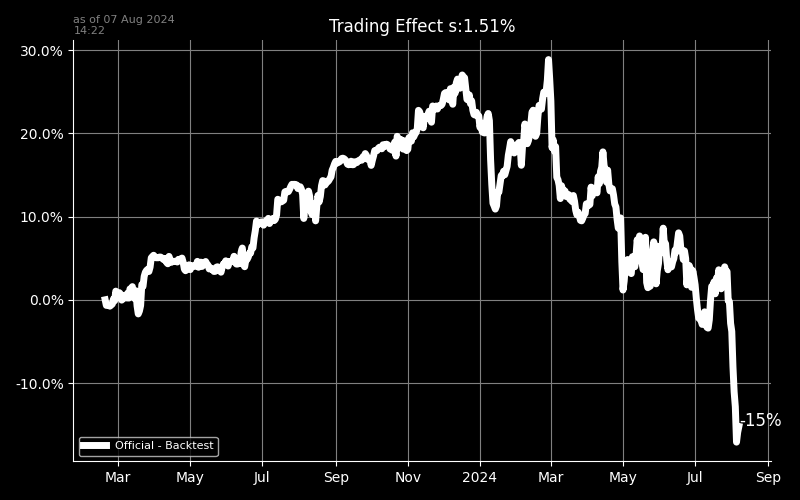 as of 07 Aug 2024
14:22
Trading Effect s:1.51%
30.0%
20.0%
10.0%
0.0%
-10.0%
-15%
Official - Backtest
Mar May Jul Sep Nov 2024 Mar May Jul Sep